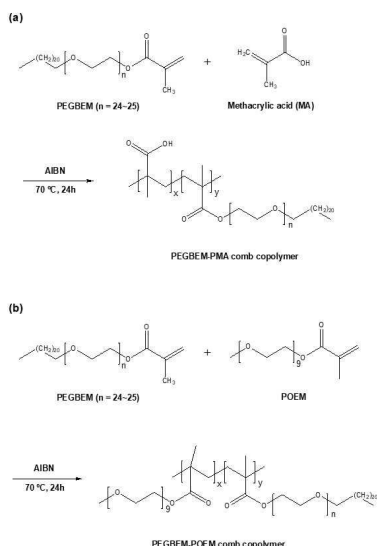 (a)
(CH₂)₂₀ O n O O CH₃
+
H₂C O OH CH₃
PEGBEM (n = 24~25)
Methacrylic acid (MA)
AIBN
70 ºC, 24h
O OH x y
O O O n (CH₂)₂₀
PEGBEM-PMA comb copolymer
(b)
(CH₂)₂₀ O n O O CH₃
+
O 9 O O
PEGBEM (n = 24~25)
POEM
AIBN
70 ºC, 24h
x y
O 9 O O O O O n (CH₂)₂₀
PEGBEM-POEM comb copolymer